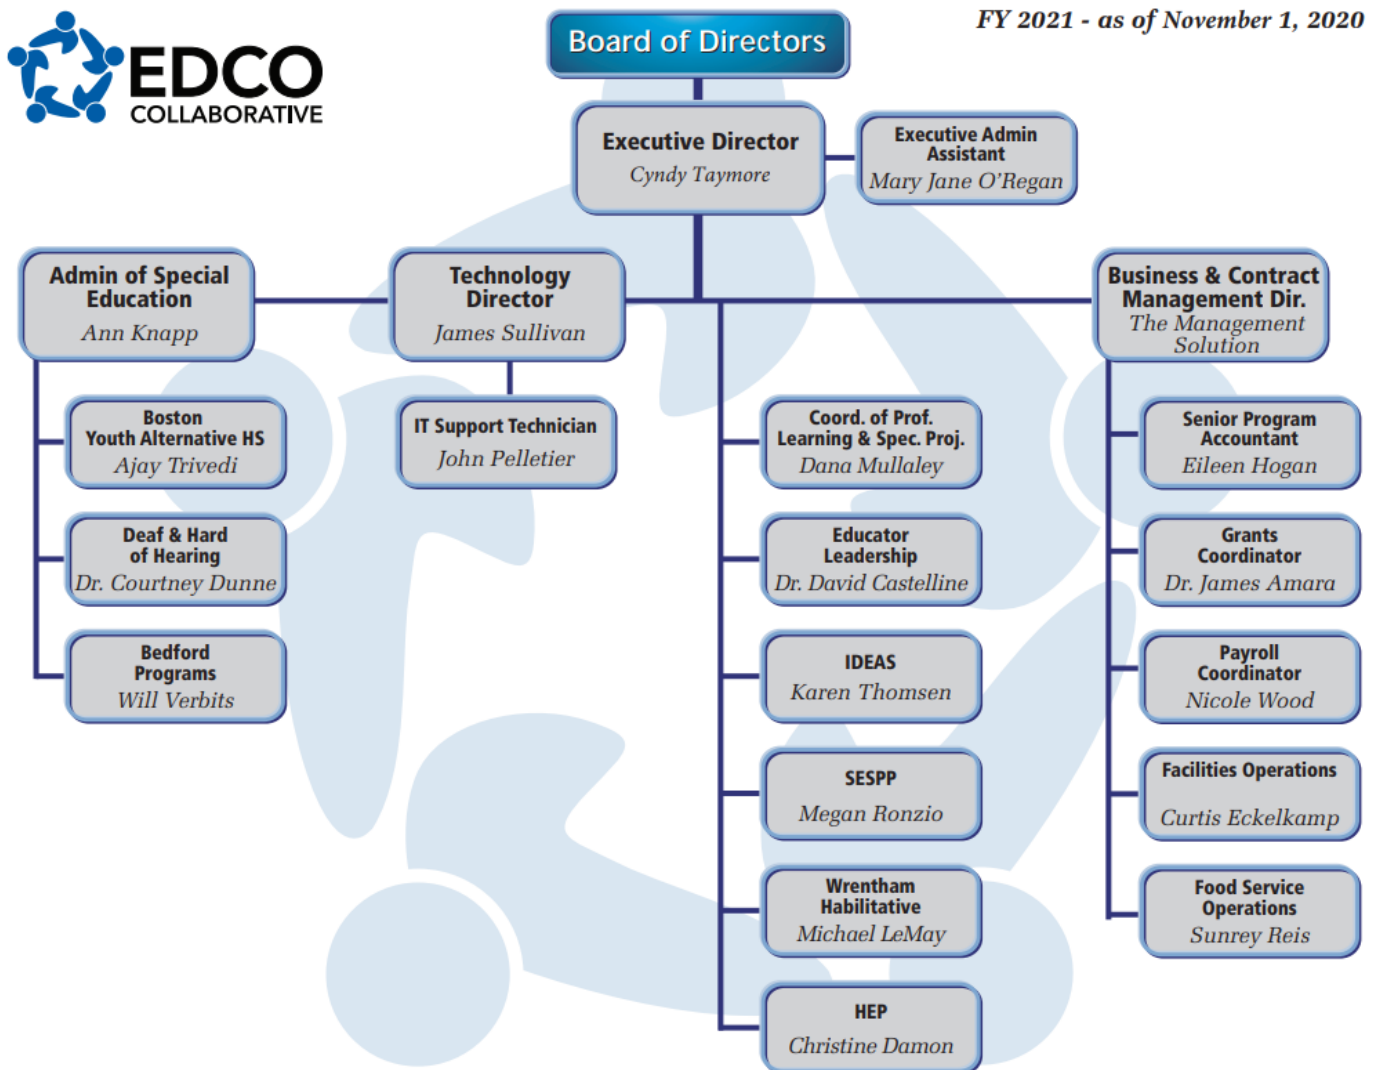 FY 2021 - as of November 1, 2020
EDCO
COLLABORATIVE
Board of Directors
Executive Director
Cyndy Taymore
Executive Admin
Assistant
Mary Jane O'Regan
Admin of Special
Education
Ann Knapp
Technology
Director
James Sullivan
Business & Contract
Management Dir.
The Management
Solution
Boston
Youth Alternative HS
Ajay Trivedi
Deaf & Hard
of Hearing
Dr. Courtney Dunne
Bedford
Programs
Will Verbits
IT Support Technician
John Pelletier
Coord. of Prof.
Learning & Spec. Proj.
Dana Mullaley
Educator
Leadership
Dr. David Castelline
IDEAS
Karen Thomsen
SESPP
Megan Ronzio
Wrentham
Habilitative
Michael LeMay
HEP
Christine Damon
Senior Program
Accountant
Eileen Hogan
Grants
Coordinator
Dr. James Amara
Payroll
Coordinator
Nicole Wood
Facilities Operations
Curtis Eckelkamp
Food Service
Operations
Sunrey Reis